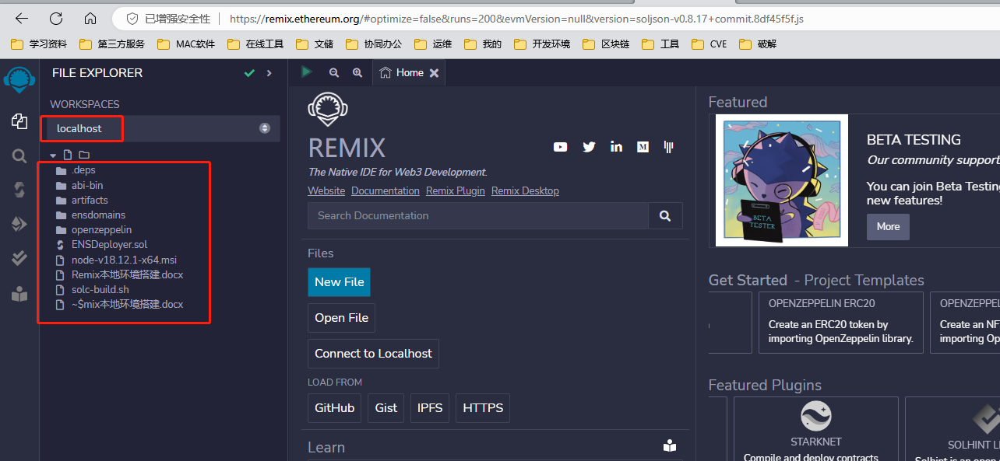 已增强安全性
https://remix.ethereum.org/#optimize=false&runs=200&evmVersion=null&version=soljson-v0.8.17+commit.8df45f5f.js
学习资料 第三方服务 MAC软件 在线工具 文储 协同办公 运维 我的 开发环境 区块链 工具 CVE 破解
FILE EXPLORER
WORKSPACES
localhost
.deps
abi-bin
artifacts
ensdomains
openzeppelin
ENSDeployer.sol
node-v18.12.1-x64.msi
Remix本地环境搭建.docx
solc-build.sh
~$mix本地环境搭建.docx
Home
REMIX
The Native IDE for Web3 Development.
Website Documentation Remix Plugin Remix Desktop
Search Documentation
Files
New File
Open File
Connect to Localhost
LOAD FROM
GitHub Gist IPFS HTTPS
Learn
Featured
BETA TESTER
BETA TESTING
Our community support
You can join Beta Testin
new features!
More
Get Started - Project Templates
OPENZEPPELIN ERC20
Create an ERC20 token by
importing OpenZeppelin library.
OPENZEPPEL
Create an NF
importing Op
Featured Plugins
STARKNET
Compile and deploy contracts
SOLHINT LI
Solhint is an open